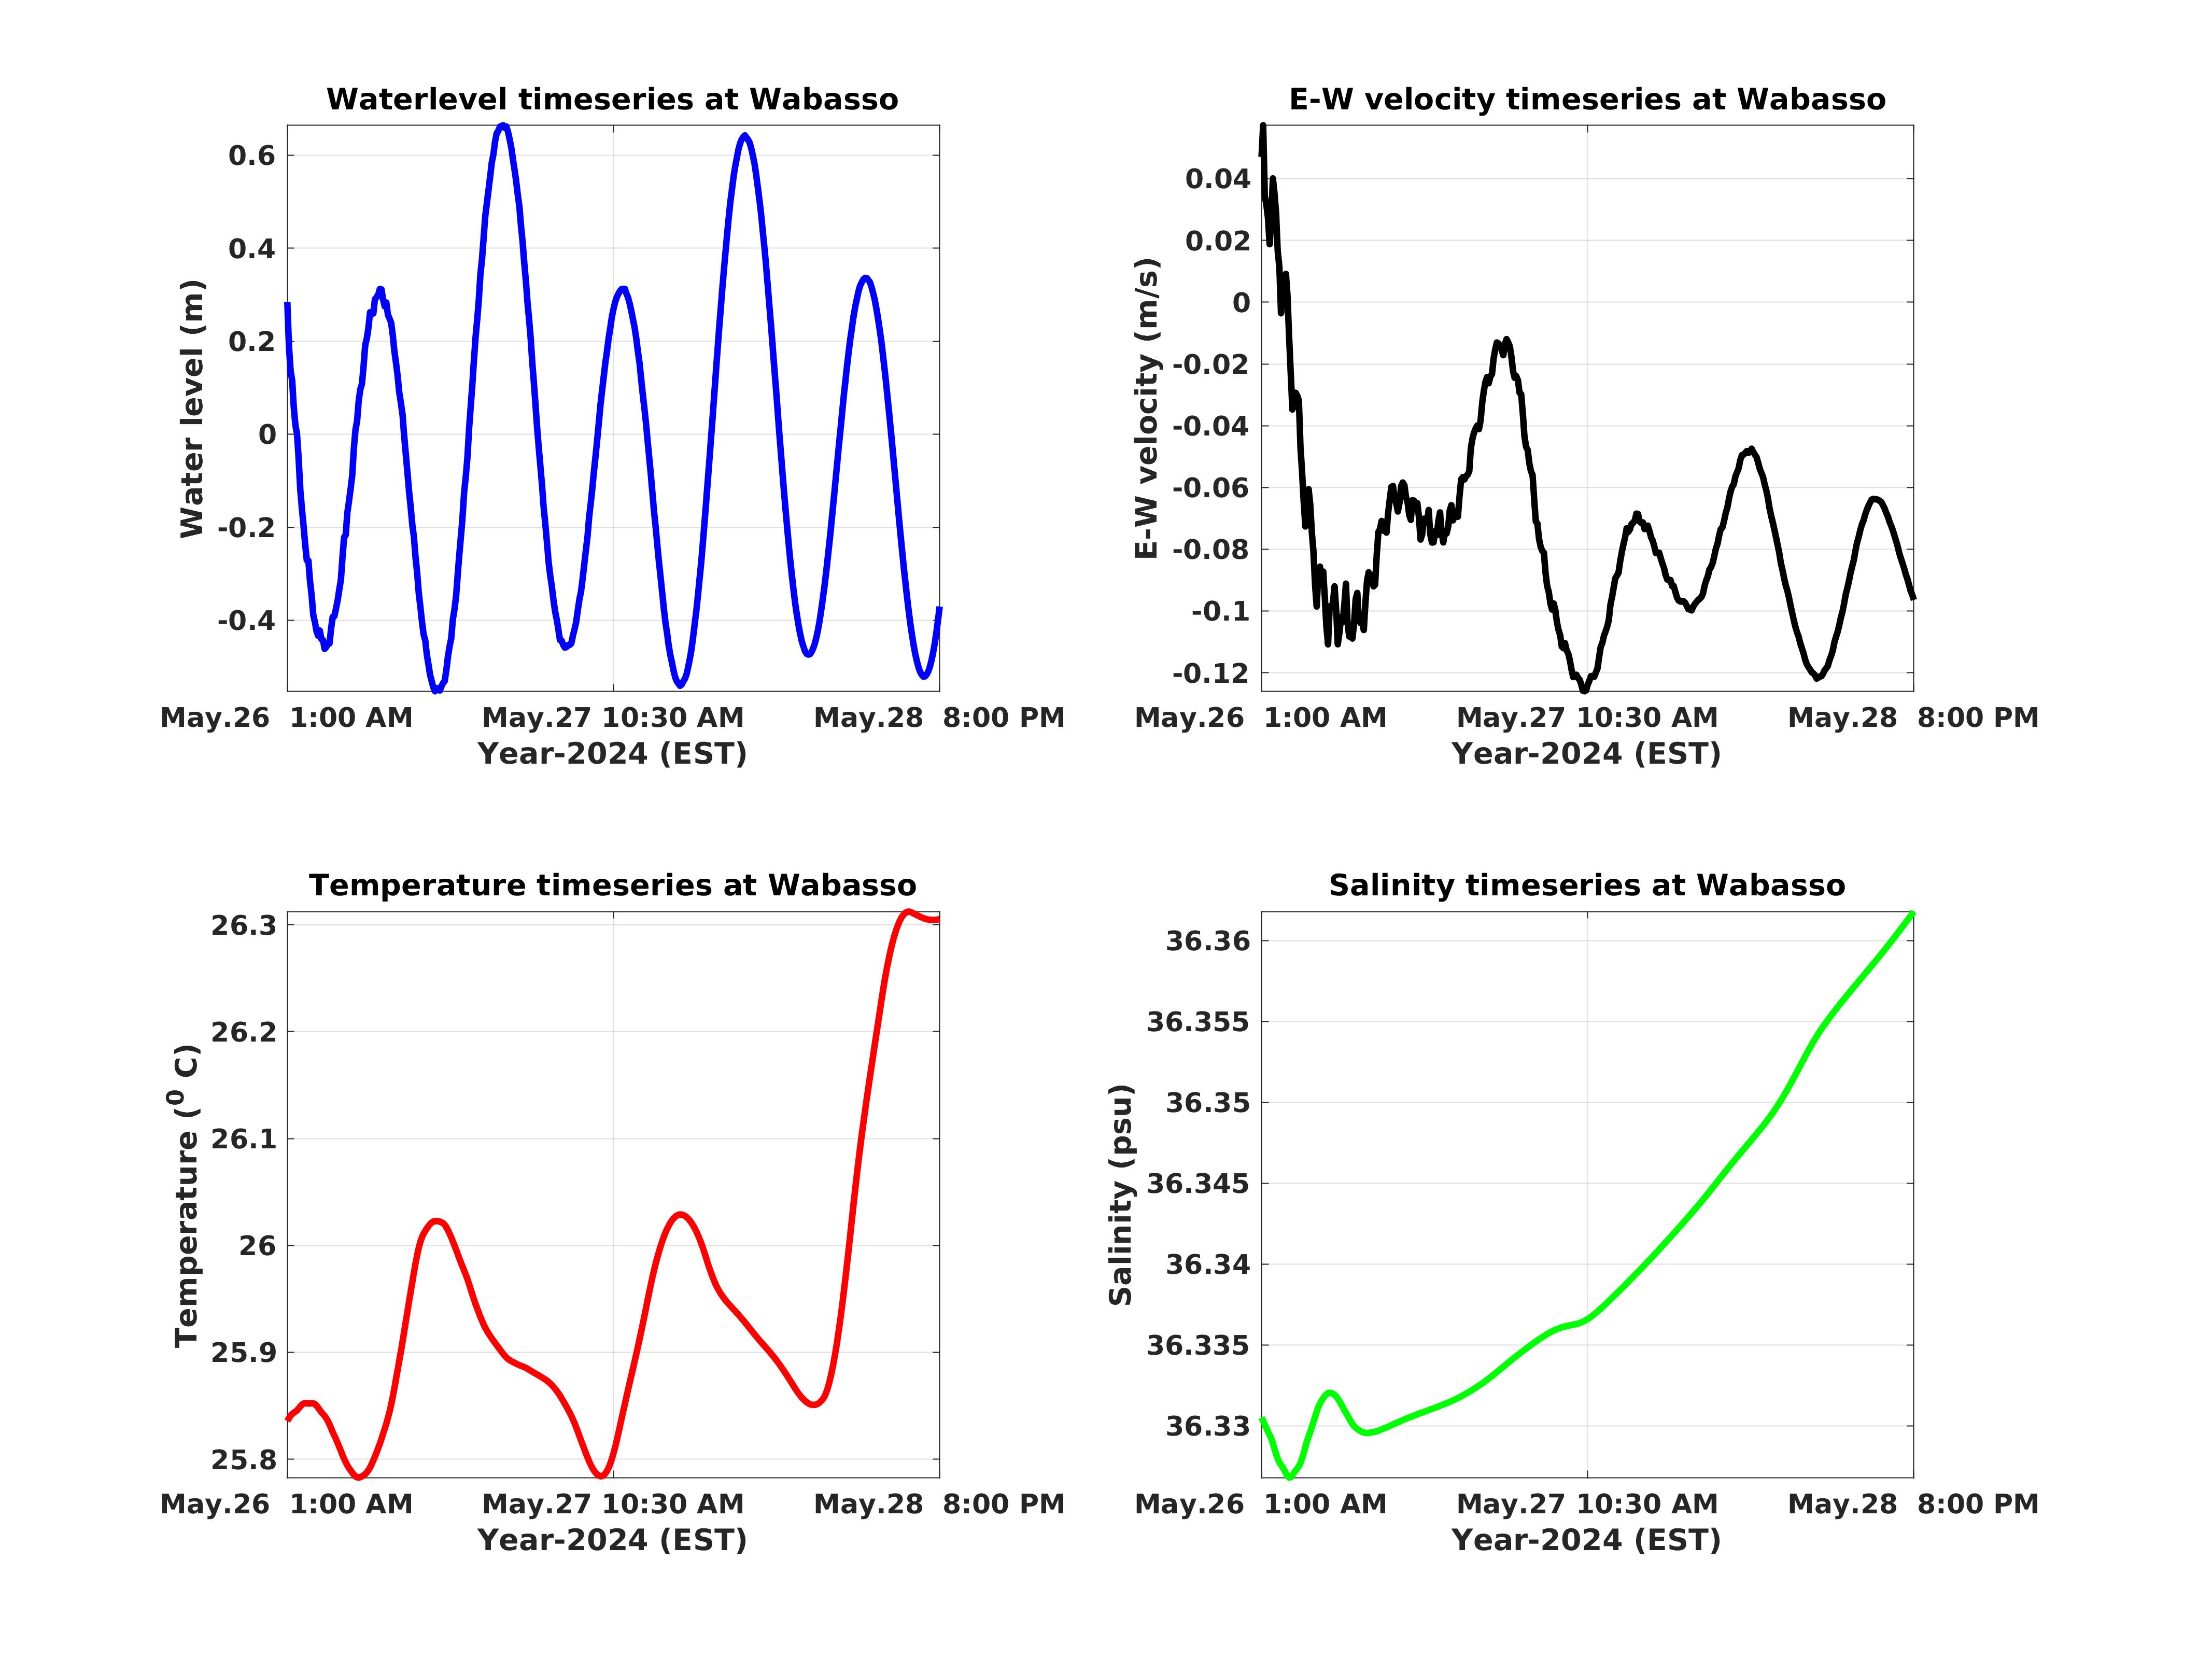 Waterlevel timeseries at Wabasso
0.6
0.4
0.2
0
-0.2
-0.4
Water level (m)
May.26 1:00 AM May.27 10:30 AM May.28 8:00 PM
Year-2024 (EST)
E-W velocity timeseries at Wabasso
0.04
0.02
0
-0.02
-0.04
-0.06
-0.08
-0.1
-0.12
E-W velocity (m/s)
May.26 1:00 AM May.27 10:30 AM May.28 8:00 PM
Year-2024 (EST)
Temperature timeseries at Wabasso
26.3
26.2
26.1
26
25.9
25.8
Temperature (⁰ C)
May.26 1:00 AM May.27 10:30 AM May.28 8:00 PM
Year-2024 (EST)
Salinity timeseries at Wabasso
36.36
36.355
36.35
36.345
36.34
36.335
36.33
Salinity (psu)
May.26 1:00 AM May.27 10:30 AM May.28 8:00 PM
Year-2024 (EST)